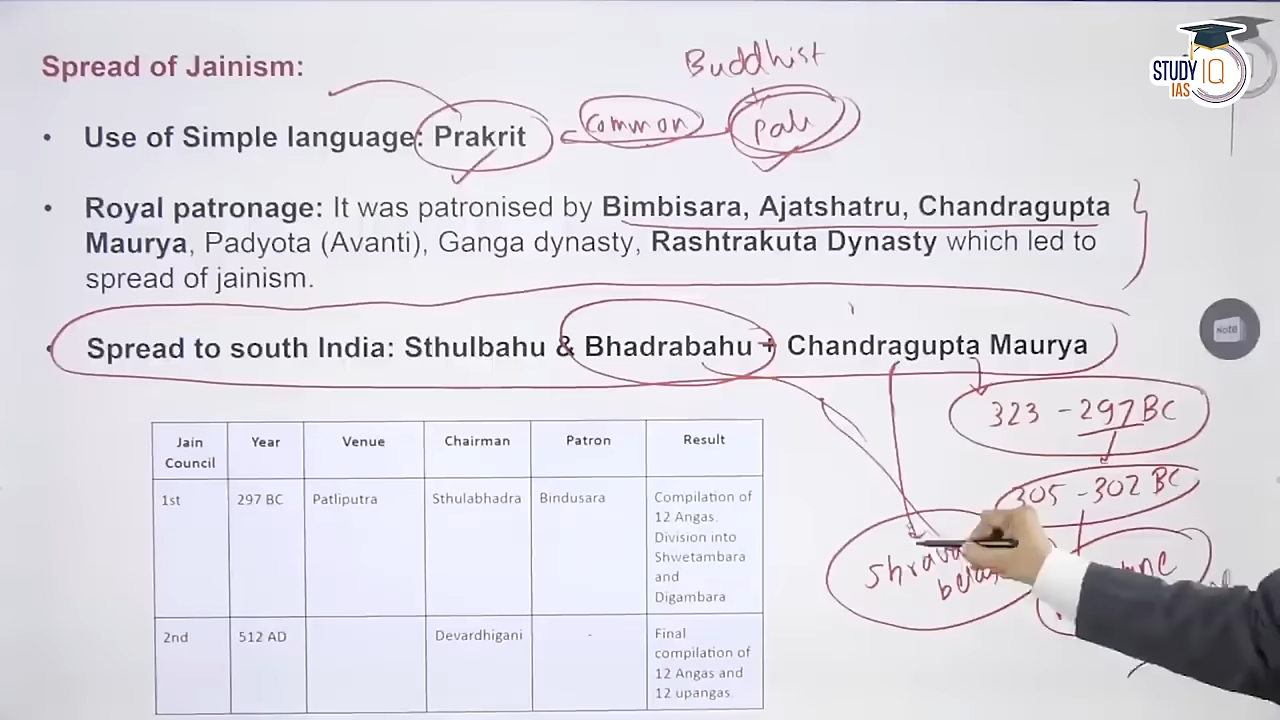 Buddhist
STUDY IQ
IAS
Spread of Jainism:
• Use of Simple language: Prakrit common pali
• Royal patronage: It was patronised by Bimbisara, Ajatshatru, Chandragupta
Maurya, Padyota (Avanti), Ganga dynasty, Rashtrakuta Dynasty which led to
spread of jainism.
Note
• Spread to south India: Sthulbahu & Bhadrabahu + Chandragupta Maurya
323 - 297 BC
305 - 302 BC
Jain Council Year Venue Chairman Patron Result
1st 297 BC Patliputra Sthulabhadra Bindusara Compilation of
12 Angas.
Division into
Shwetambara
and
Digambara
2nd 512 AD Devardhigani - Final
compilation of
12 Angas and
12 upangas